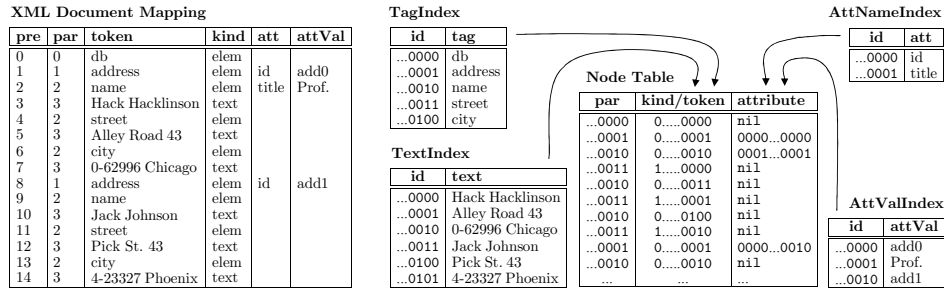 XML Document Mapping
pre par token kind att attVal
0 0 db elem
1 1 address elem id add0
2 2 name elem title Prof.
3 3 Hack Hacklinson text
4 2 street elem
5 3 Alley Road 43 text
6 2 city elem
7 3 0-62996 Chicago text
8 1 address elem id add1
9 2 name elem
10 3 Jack Johnson text
11 2 street elem
12 3 Pick St. 43 text
13 2 city elem
14 3 4-23327 Phoenix text
TagIndex
id tag
...0000 db
...0001 address
...0010 name
...0011 street
...0100 city
TextIndex
id text
...0000 Hack Hacklinson
...0001 Alley Road 43
...0010 0-62996 Chicago
...0011 Jack Johnson
...0100 Pick St. 43
...0101 4-23327 Phoenix
Node Table
par kind/token attribute
...0000 0.....0000 nil
...0001 0.....0001 0000...0000
...0010 0.....0010 0001...0001
...0011 1.....0000 nil
...0010 0.....0011 nil
...0011 1.....0001 nil
...0010 0.....0100 nil
...0011 1.....0010 nil
...0001 0.....0001 0000...0010
...0010 0.....0010 nil
... ... ...
AttNameIndex
id att
...0000 id
...0001 title
AttValIndex
id attVal
...0000 add0
...0001 Prof.
...0010 add1